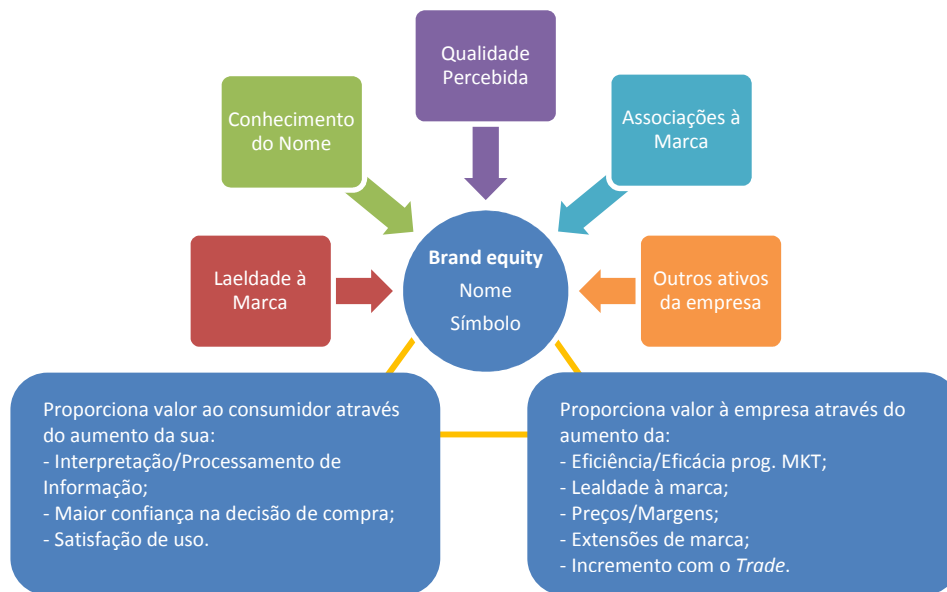 Qualidade
Percebida
Conhecimento
do Nome
Associações à
Marca
Laeldade à
Marca
Brand equity
Nome
Símbolo
Outros ativos
da empresa
Proporciona valor ao consumidor através
do aumento da sua:
- Interpretação/Processamento de
Informação;
- Maior confiança na decisão de compra;
- Satisfação de uso.
Proporciona valor à empresa através do
aumento da:
- Eficiência/Eficácia prog. MKT;
- Lealdade à marca;
- Preços/Margens;
- Extensões de marca;
- Incremento com o Trade.